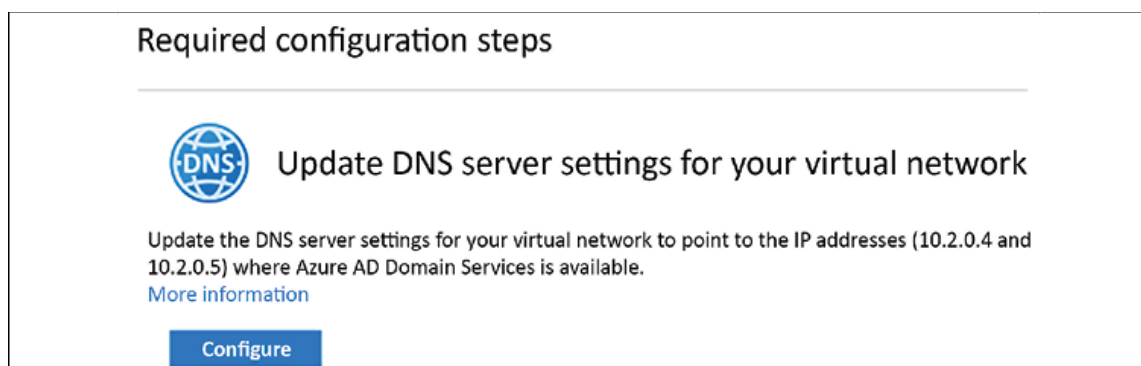 Required configuration steps
DNS
Update DNS server settings for your virtual network
Update the DNS server settings for your virtual network to point to the IP addresses (10.2.0.4 and
10.2.0.5) where Azure AD Domain Services is available.
More information
Configure